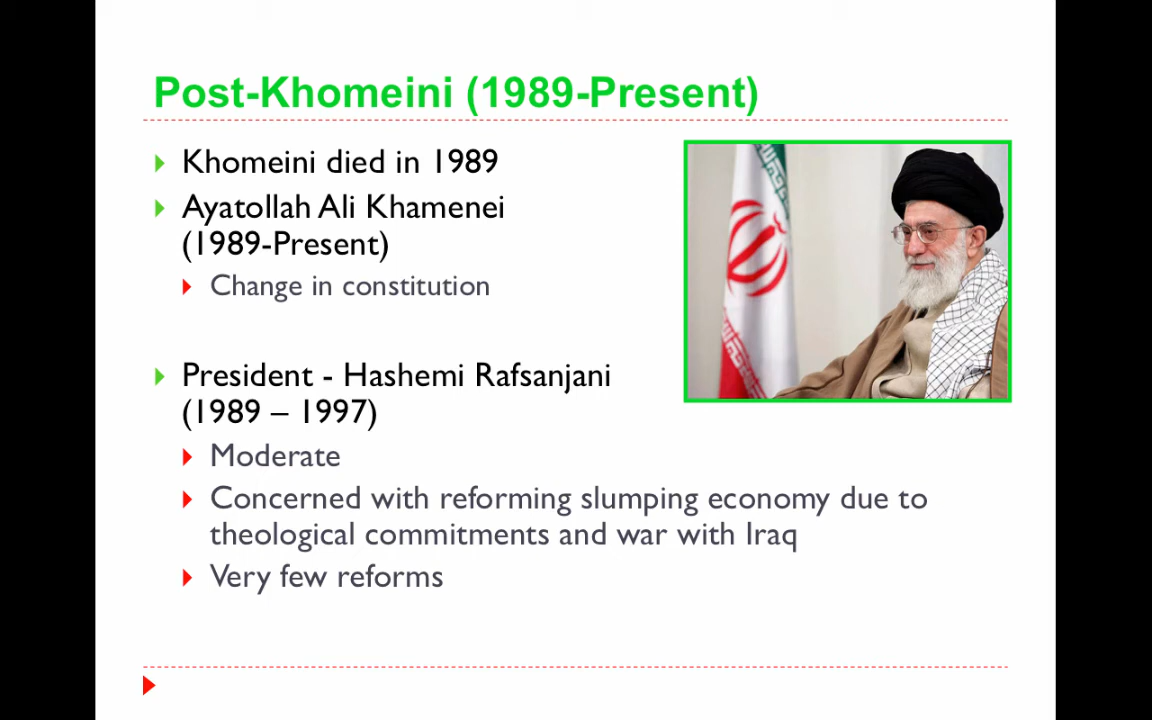 Post-Khomeini (1989-Present)
Khomeini died in 1989
Ayatollah Ali Khamenei
(1989-Present)
Change in constitution
President - Hashemi Rafsanjani
(1989 – 1997)
Moderate
Concerned with reforming slumping economy due to
theological commitments and war with Iraq
Very few reforms